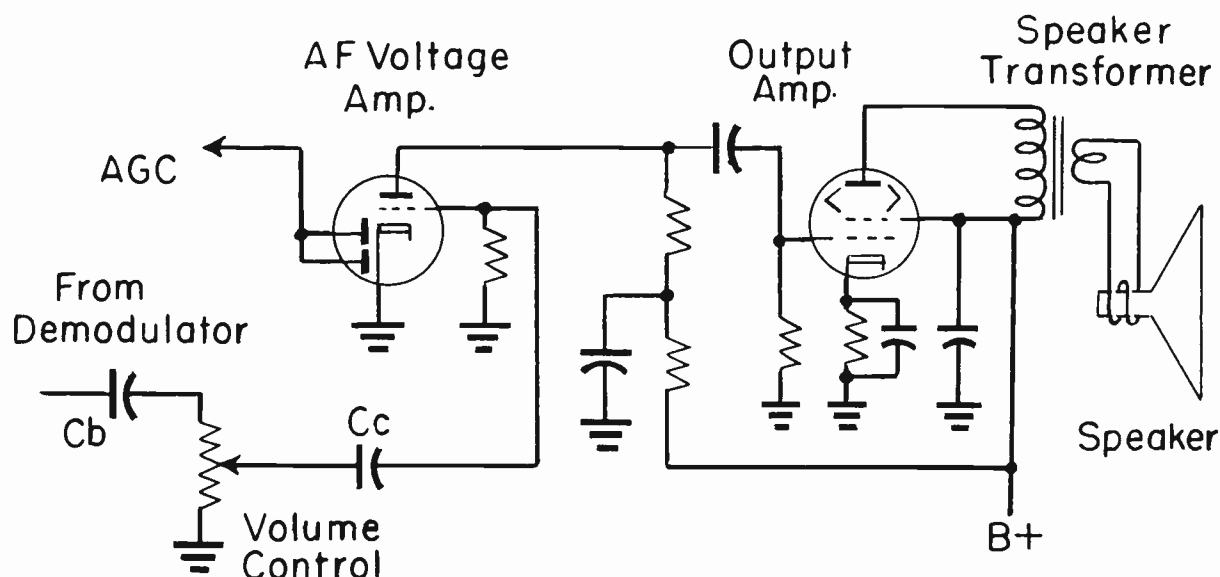 AF Voltage
Amp.
Output
Amp.
Speaker
Transformer
AGC
From
Demodulator
Cb
Cc
Volume
Control
Speaker
B+